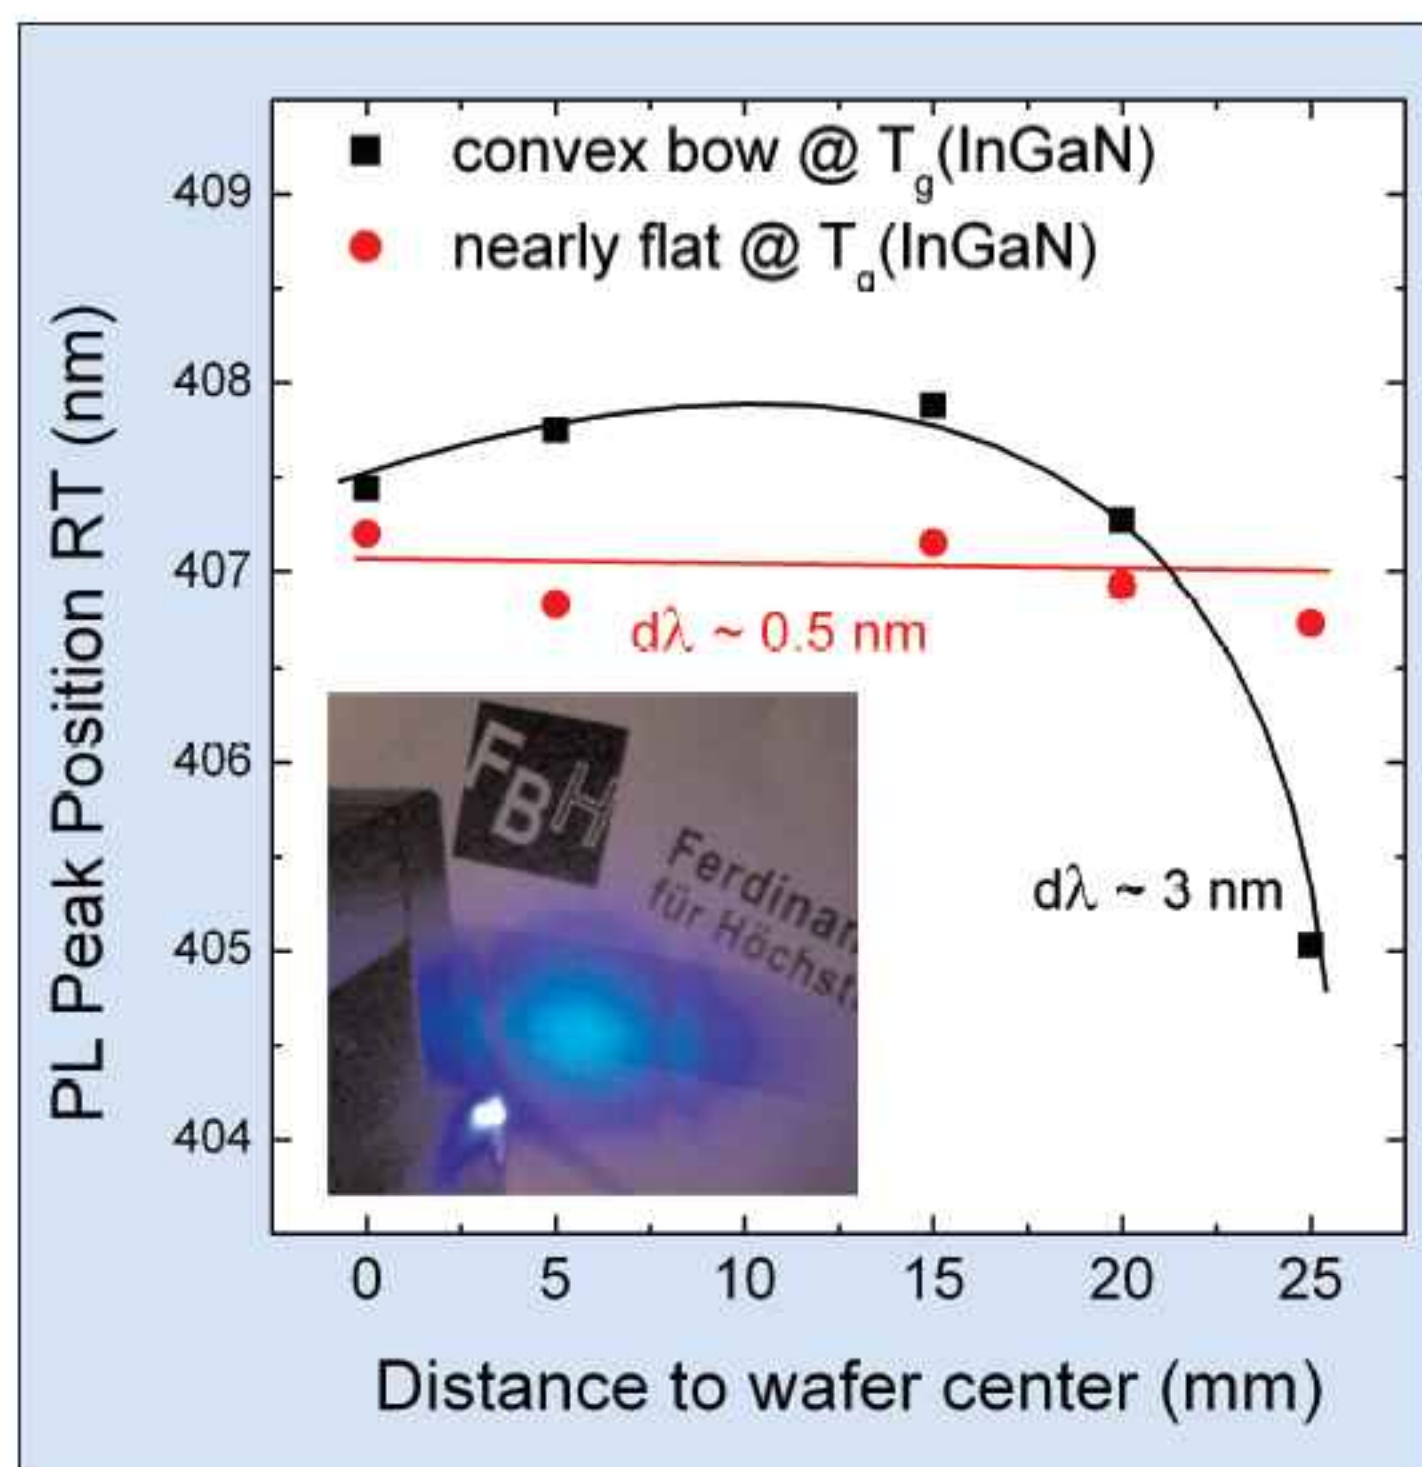 convex bow @ Tg(InGaN)
nearly flat @ Tg(InGaN)
409
408
407
406
405
404
PL Peak Position RT (nm)
dλ ~ 0.5 nm
dλ ~ 3 nm
FBH
Ferdinan
für Höchst
0 5 10 15 20 25
Distance to wafer center (mm)